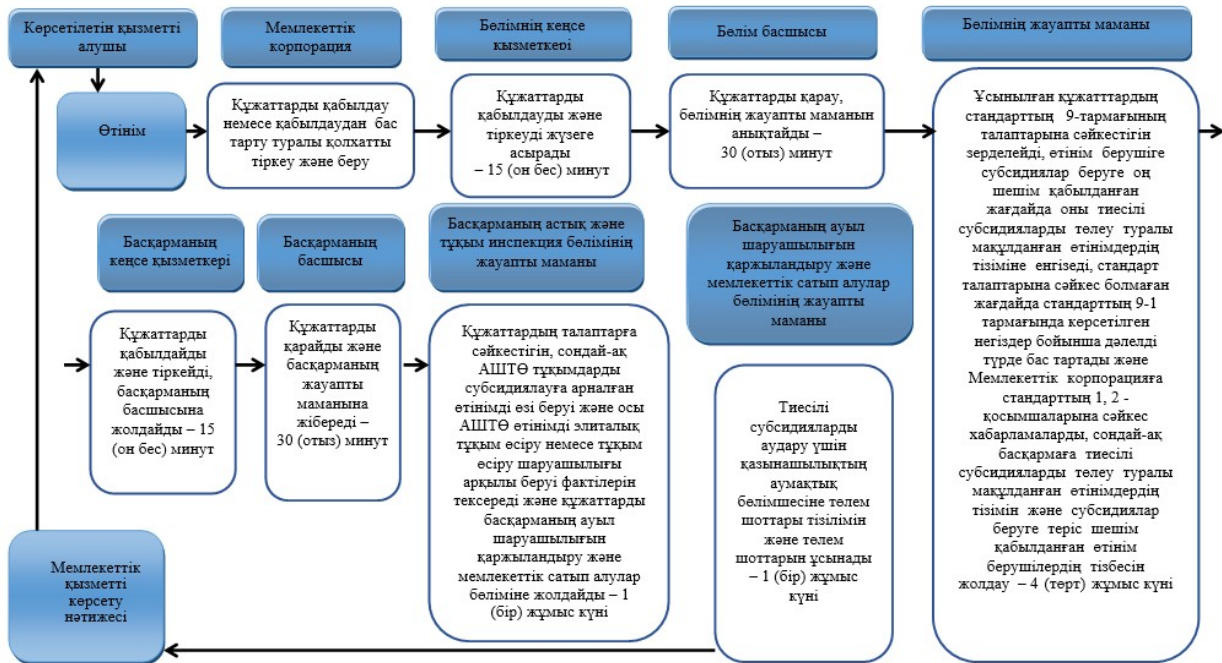 Көрсетілетін қызметті
алушы
Мемлекеттік
корпорация
Бөлімнің кеңсе
қызметкері
Бөлім басшысы
Бөлімнің жауапты маманы
Өтінім
Құжаттарды қабылдау
немесе қабылдаудан бас
тарту туралы қолхатты
тіркеу және беру
Құжаттарды
қабылдауды және
тіркеуді жүзеге
асырады
– 15 (он бес) минут
Құжаттарды қарау,
бөлімнің жауапты маманын
анықтайды –
30 (отыз) минут
Ұсынылған құжатттардың
стандарттың 9-тармағының
талаптарына сәйкестігін
зерделейді, өтінім берушіге
субсидиялар беруге оң
шешім қабылданған
жағдайда оны тиесілі
субсидияларды төлеу туралы
мақұлданған өтінімдердің
тізіміне енгізеді, стандарт
талаптарына сәйкес болмаған
жағдайда стандарттың 9-1
тармағында көрсетілген
негіздер бойынша дәлелді
түрде бас тартады және
Мемлекеттік корпорацияға
стандарттың 1, 2 -
қосымшаларына сәйкес
хабарламаларды, сондай-ақ
басқармаға тиесілі
субсидияларды төлеу туралы
мақұлданған өтінімдердің
тізімін және субсидиялар
беруге теріс шешім
қабылданған өтінім
берушілердің тізбесін
жолдау – 4 (төрт) жұмыс күні
Басқарманың
кеңсе қызметкері
Басқарманың
басшысы
Басқарманың астық және
тұқым инспекция бөлімінің
жауапты маманы
Басқарманың ауыл
шаруашылығын
қаржыландыру және
мемлекеттік сатып алулар
бөлімінің жауапты
маманы
Құжаттарды
қабылдайды
және тіркейді,
басқарманың
басшысына
жолдайды – 15
(он бес) минут
Құжаттарды
қарайды және
басқарманың
жауапты
маманына
жібереді –
30 (отыз) минут
Құжаттардың талаптарға
сәйкестігін, сондай-ақ
АШТӨ тұқымдарды
субсидиялауға арналған
өтінімді өзі беруі және осы
АШТӨ өтінімді элиталық
тұқым өсіру немесе тұқым
өсіру шаруашылығы
арқылы беруі фактілерін
тексереді және құжаттарды
басқарманың ауыл
шаруашылығын
қаржыландыру және
мемлекеттік сатып алулар
бөліміне жолдайды – 1
(бір) жұмыс күні
Тиесілі
субсидияларды
аудару үшін
қазынашылықтың
аумақтық
бөлімшесіне төлем
шоттары тізілімін
және төлем
шоттарын ұсынады
– 1 (бір) жұмыс
күні
Мемлекеттік
қызметті
көрсету
нәтижесі